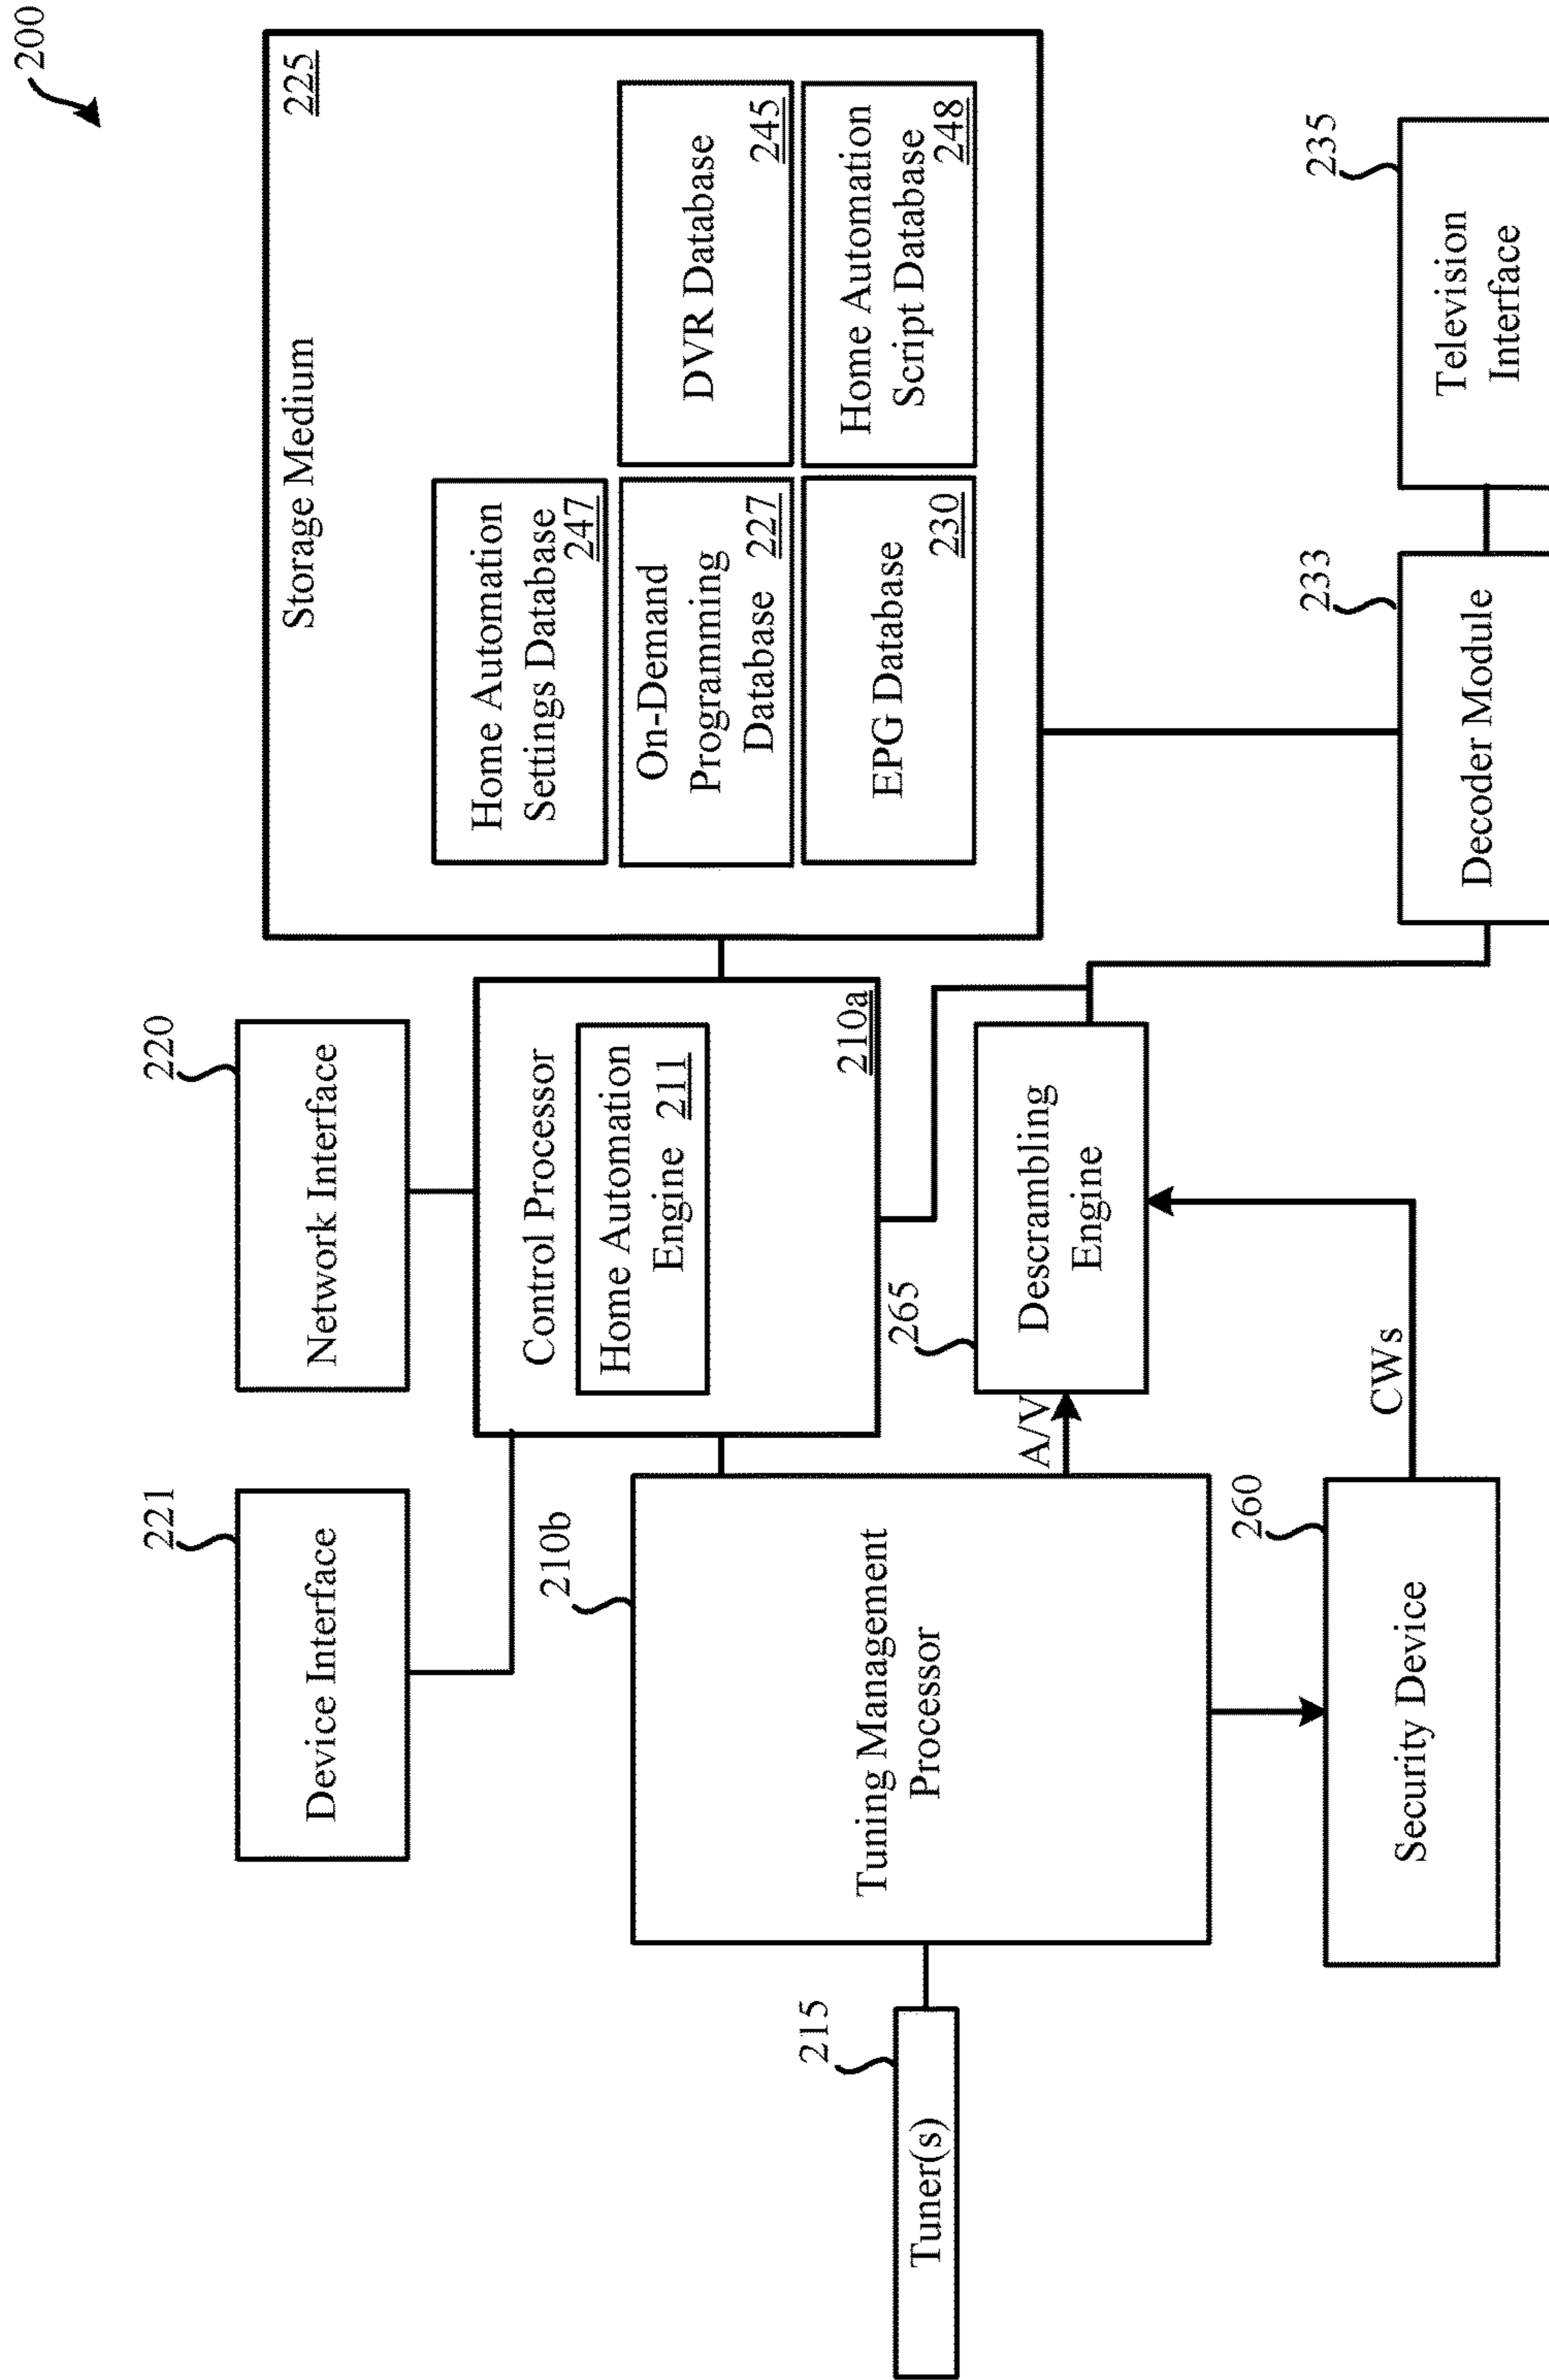 200
221
Device Interface
220
Network Interface
Storage Medium
225
Control Processor
Home Automation
Engine 211
210a
Home Automation
Settings Database
247
On-Demand
Programming
Database 227
DVR Database
245
EPG Database
230
Home Automation
Script Database
248
210b
Tuning Management
Processor
215
Tuner(s)
A/V
265
Descrambling
Engine
260
Security Device
CWs
233
Decoder Module
235
Television
Interface